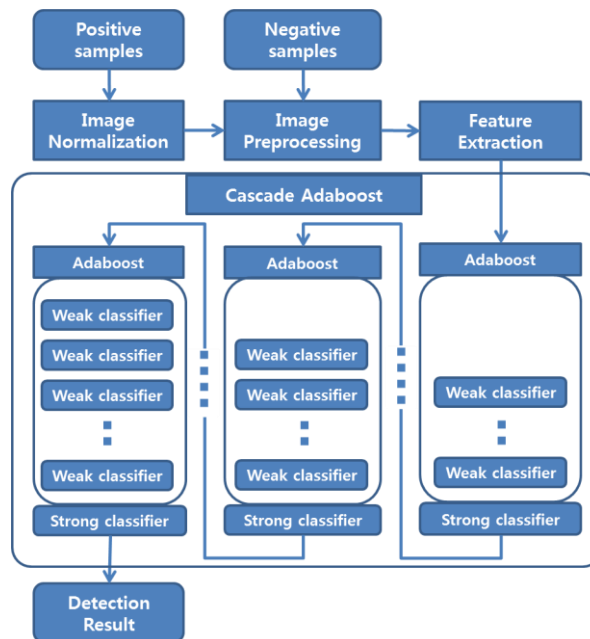 Positive
samples
Negative
samples
Image
Normalization
Image
Preprocessing
Feature
Extraction
Cascade Adaboost
Adaboost
Adaboost
Adaboost
Weak classifier
Weak classifier
Weak classifier
Weak classifier
Strong classifier
Weak classifier
Weak classifier
Weak classifier
Strong classifier
Weak classifier
Weak classifier
Strong classifier
Detection
Result